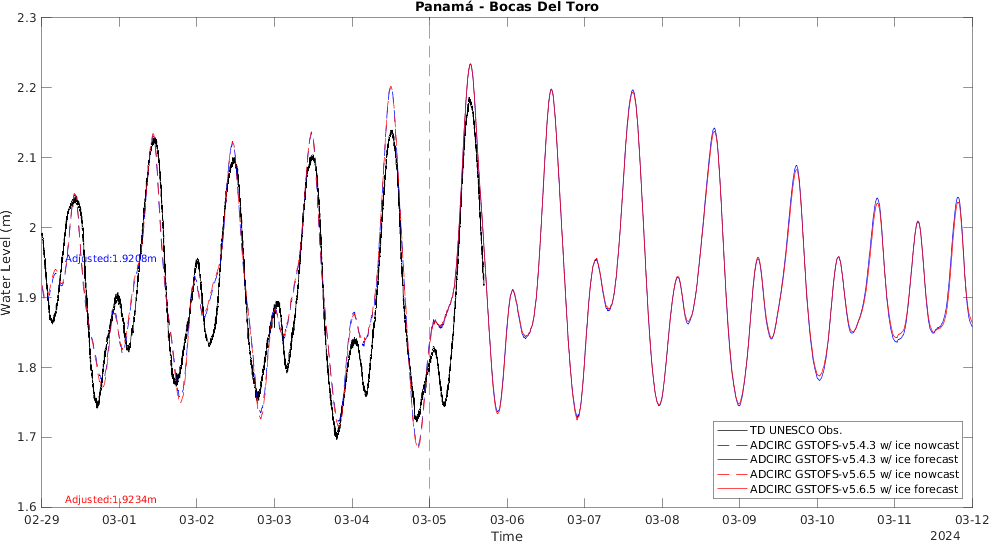 Panamá - Bocas Del Toro
2.3
2.2
2.1
2
1.9
1.8
1.7
1.6
Water Level (m)
Adjusted:1.9208m
Adjusted:1.9234m
TD UNESCO Obs.
ADCIRC GSTOFS-v5.4.3 w/ ice nowcast
ADCIRC GSTOFS-v5.4.3 w/ ice forecast
ADCIRC GSTOFS-v5.6.5 w/ ice nowcast
ADCIRC GSTOFS-v5.6.5 w/ ice forecast
02-29 03-01 03-02 03-03 03-04 03-05 03-06 03-07 03-08 03-09 03-10 03-11 03-12
Time
2024